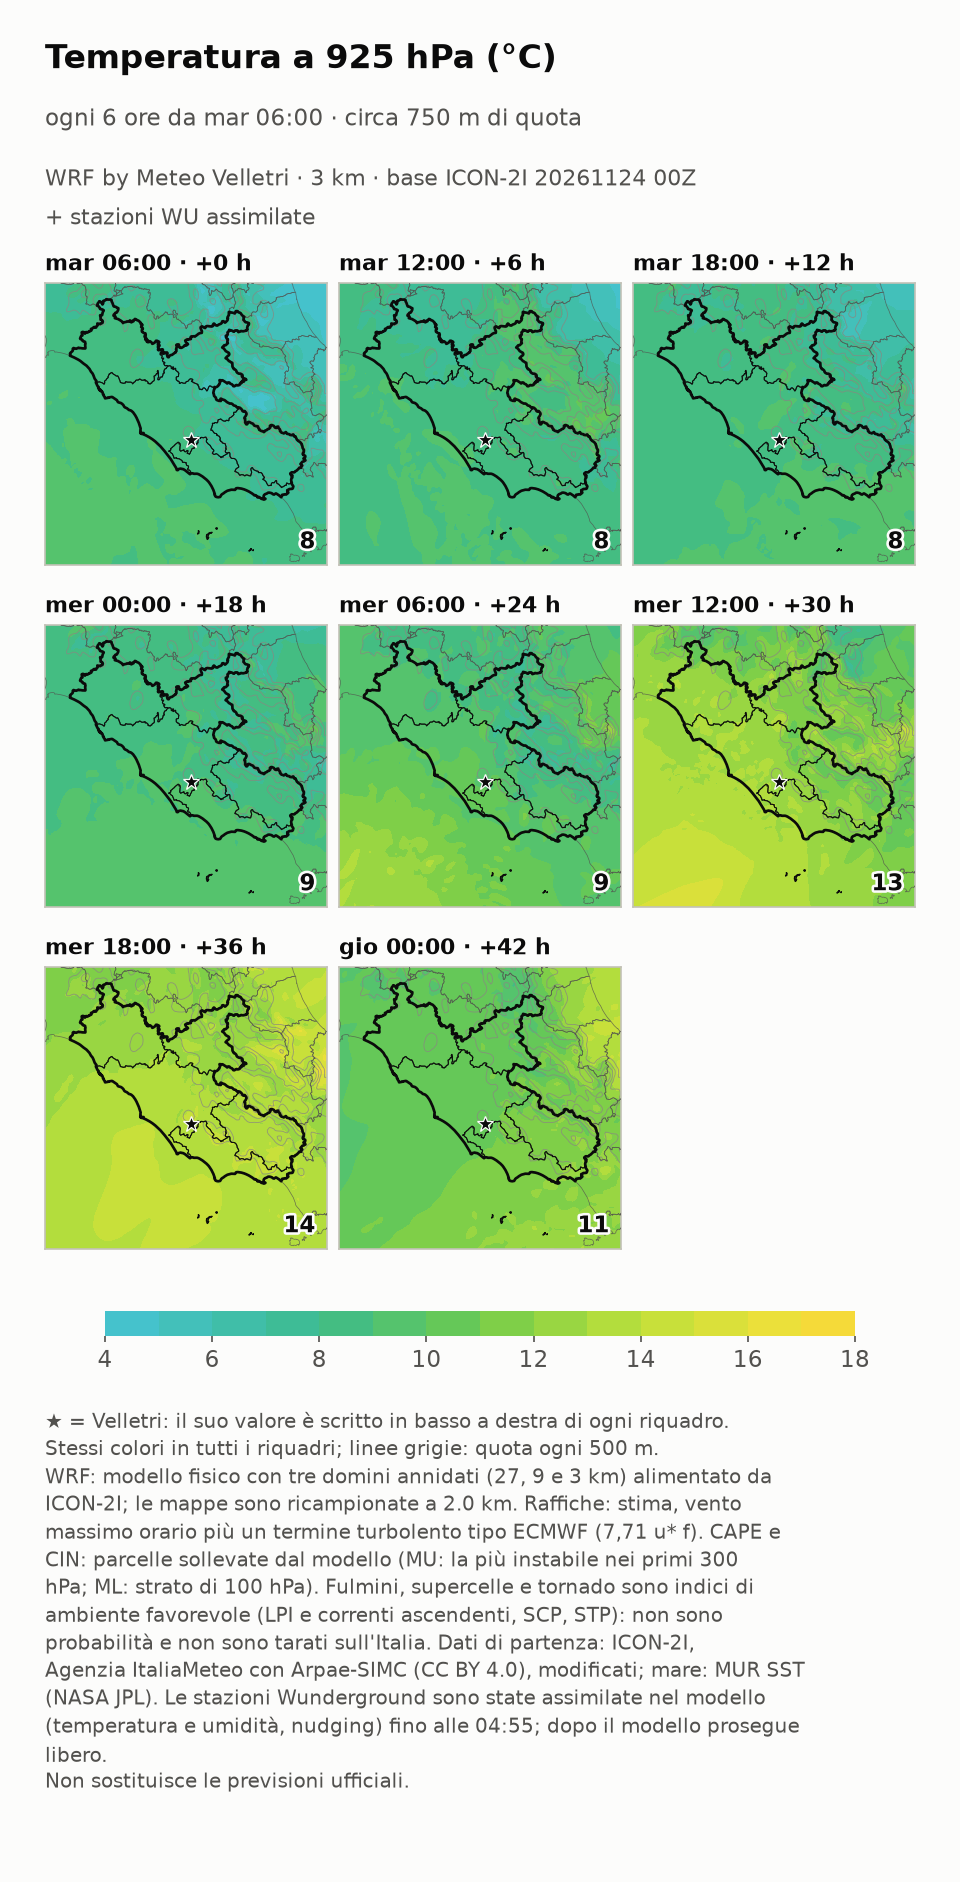 Temperatura a 925 hPa (°C)
ogni 6 ore da mar 06:00 · circa 750 m di quota
WRF by Meteo Velletri · 3 km · base ICON-2I 20261124 00Z
+ stazioni WU assimilate
mar 06:00 · +0 h
mar 12:00 · +6 h
mar 18:00 · +12 h
8
8
8
mer 00:00 · +18 h
mer 06:00 · +24 h
mer 12:00 · +30 h
9
9
13
mer 18:00 · +36 h
gio 00:00 · +42 h
14
11
4 6 8 10 12 14 16 18
★ = Velletri: il suo valore è scritto in basso a destra di ogni riquadro.
Stessi colori in tutti i riquadri; linee grigie: quota ogni 500 m.
WRF: modello fisico con tre domini annidati (27, 9 e 3 km) alimentato da
ICON-2I; le mappe sono ricampionate a 2.0 km. Raffiche: stima, vento
massimo orario più un termine turbolento tipo ECMWF (7,71 u* f). CAPE e
CIN: parcelle sollevate dal modello (MU: la più instabile nei primi 300
hPa; ML: strato di 100 hPa). Fulmini, supercelle e tornado sono indici di
ambiente favorevole (LPI e correnti ascendenti, SCP, STP): non sono
probabilità e non sono tarati sull'Italia. Dati di partenza: ICON-2I,
Agenzia ItaliaMeteo con Arpae-SIMC (CC BY 4.0), modificati; mare: MUR SST
(NASA JPL). Le stazioni Wunderground sono state assimilate nel modello
(temperatura e umidità, nudging) fino alle 04:55; dopo il modello prosegue
libero.
Non sostituisce le previsioni ufficiali.